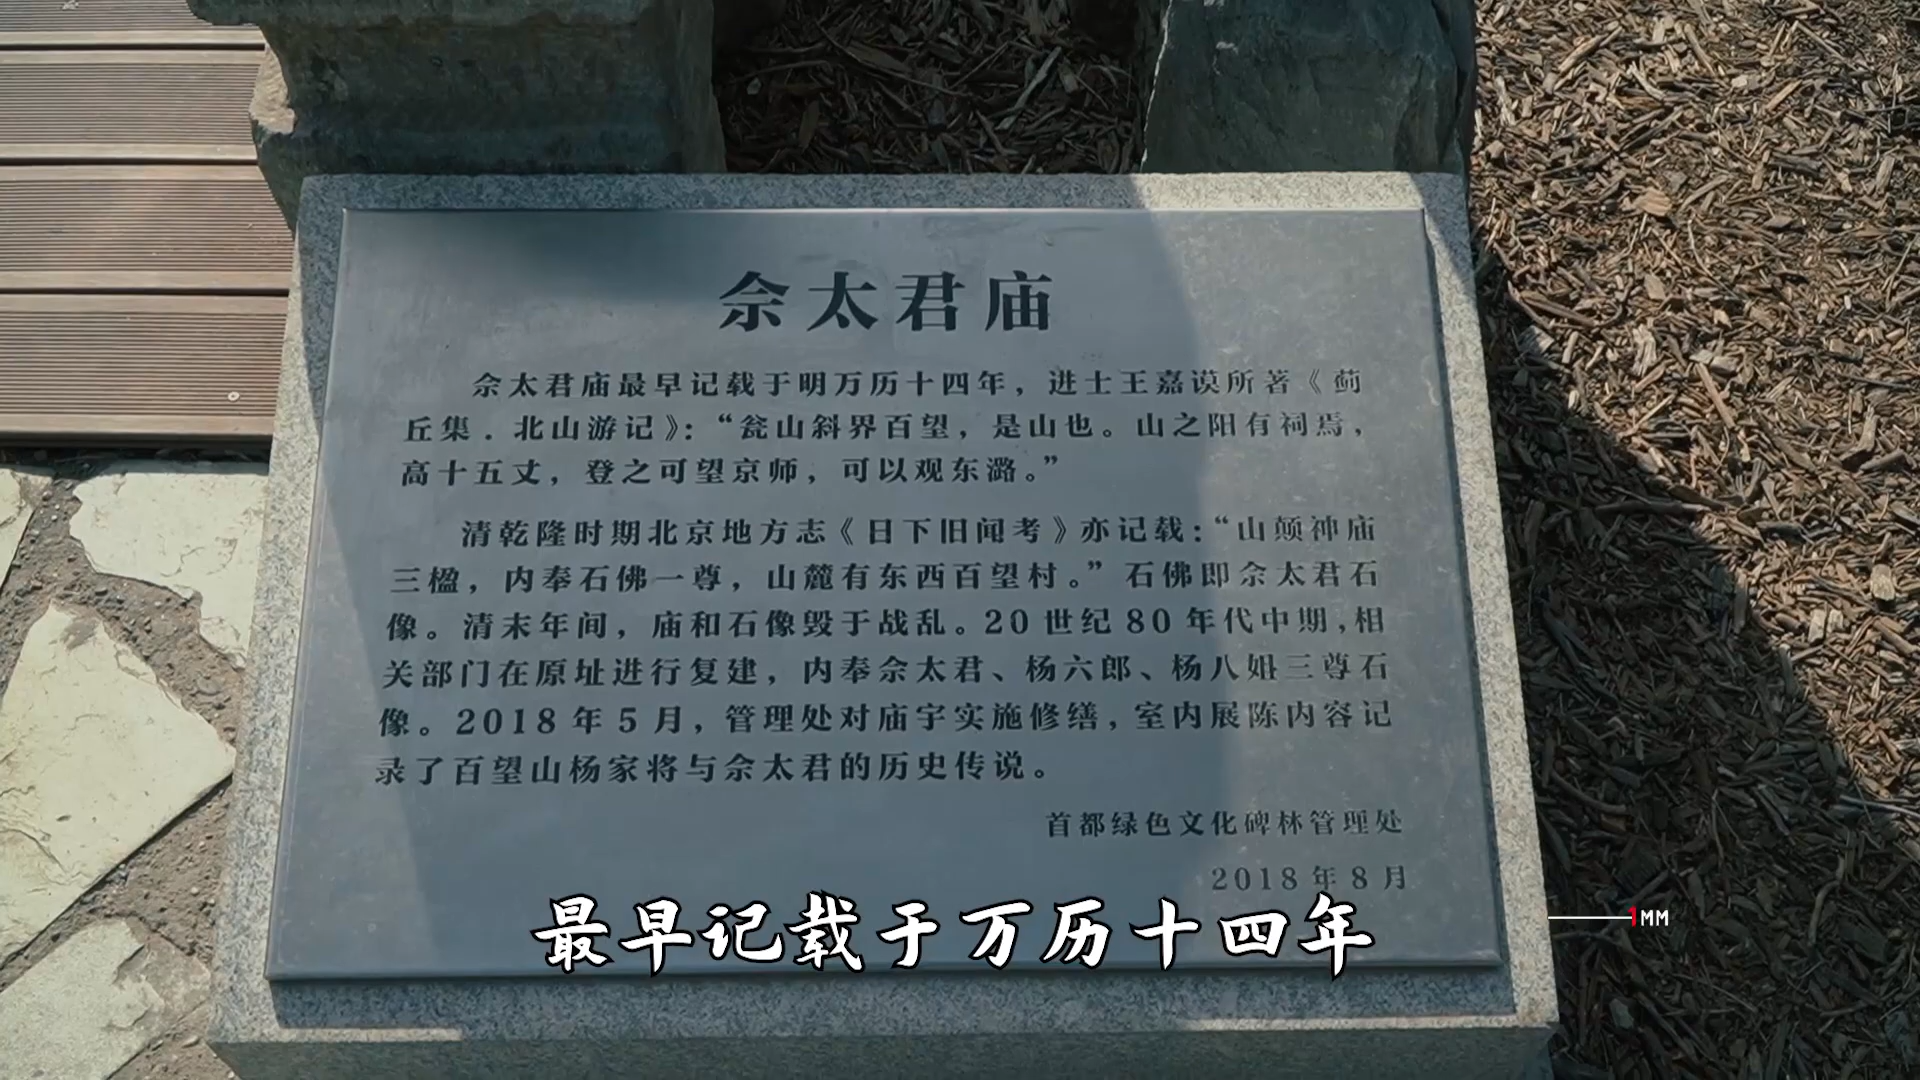 佘太君庙
佘太君庙最早记载于明万历十四年，进士王嘉谟所著《蓟
丘集．北山游记》：“瓮山斜界百望，是山也。山之阳有祠焉，
高十五丈，登之可望京师，可以观东潞。”
清乾隆时期北京地方志《日下旧闻考》亦记载：“山颠神庙
三楹，内奉石佛一尊，山麓有东西百望村。”石佛即佘太君石
像。清末年间，庙和石像毁于战乱。20世纪80年代中期，相
关部门在原址进行复建，内奉佘太君、杨六郎、杨八姐三尊石
像。2018年5月，管理处对庙宇实施修缮，室内展陈内容记
录了百望山杨家将与佘太君的历史传说。
首都绿色文化碑林管理处
2018年8月
最早记载于万历十四年
1MM